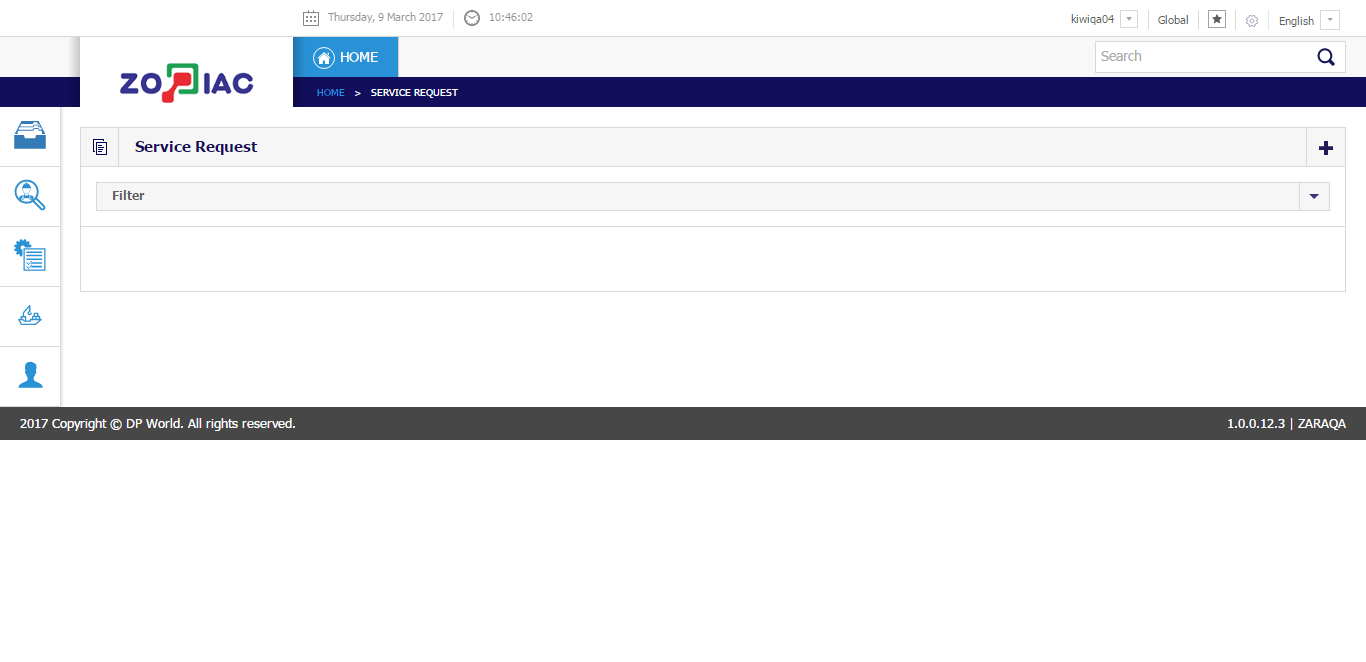 Thursday, 9 March 2017 10:46:02 kiwiqa04 Global English
ZODIAC
HOME
Search
HOME > SERVICE REQUEST
Service Request
Filter
2017 Copyright © DP World. All rights reserved. 1.0.0.12.3 | ZARAQA